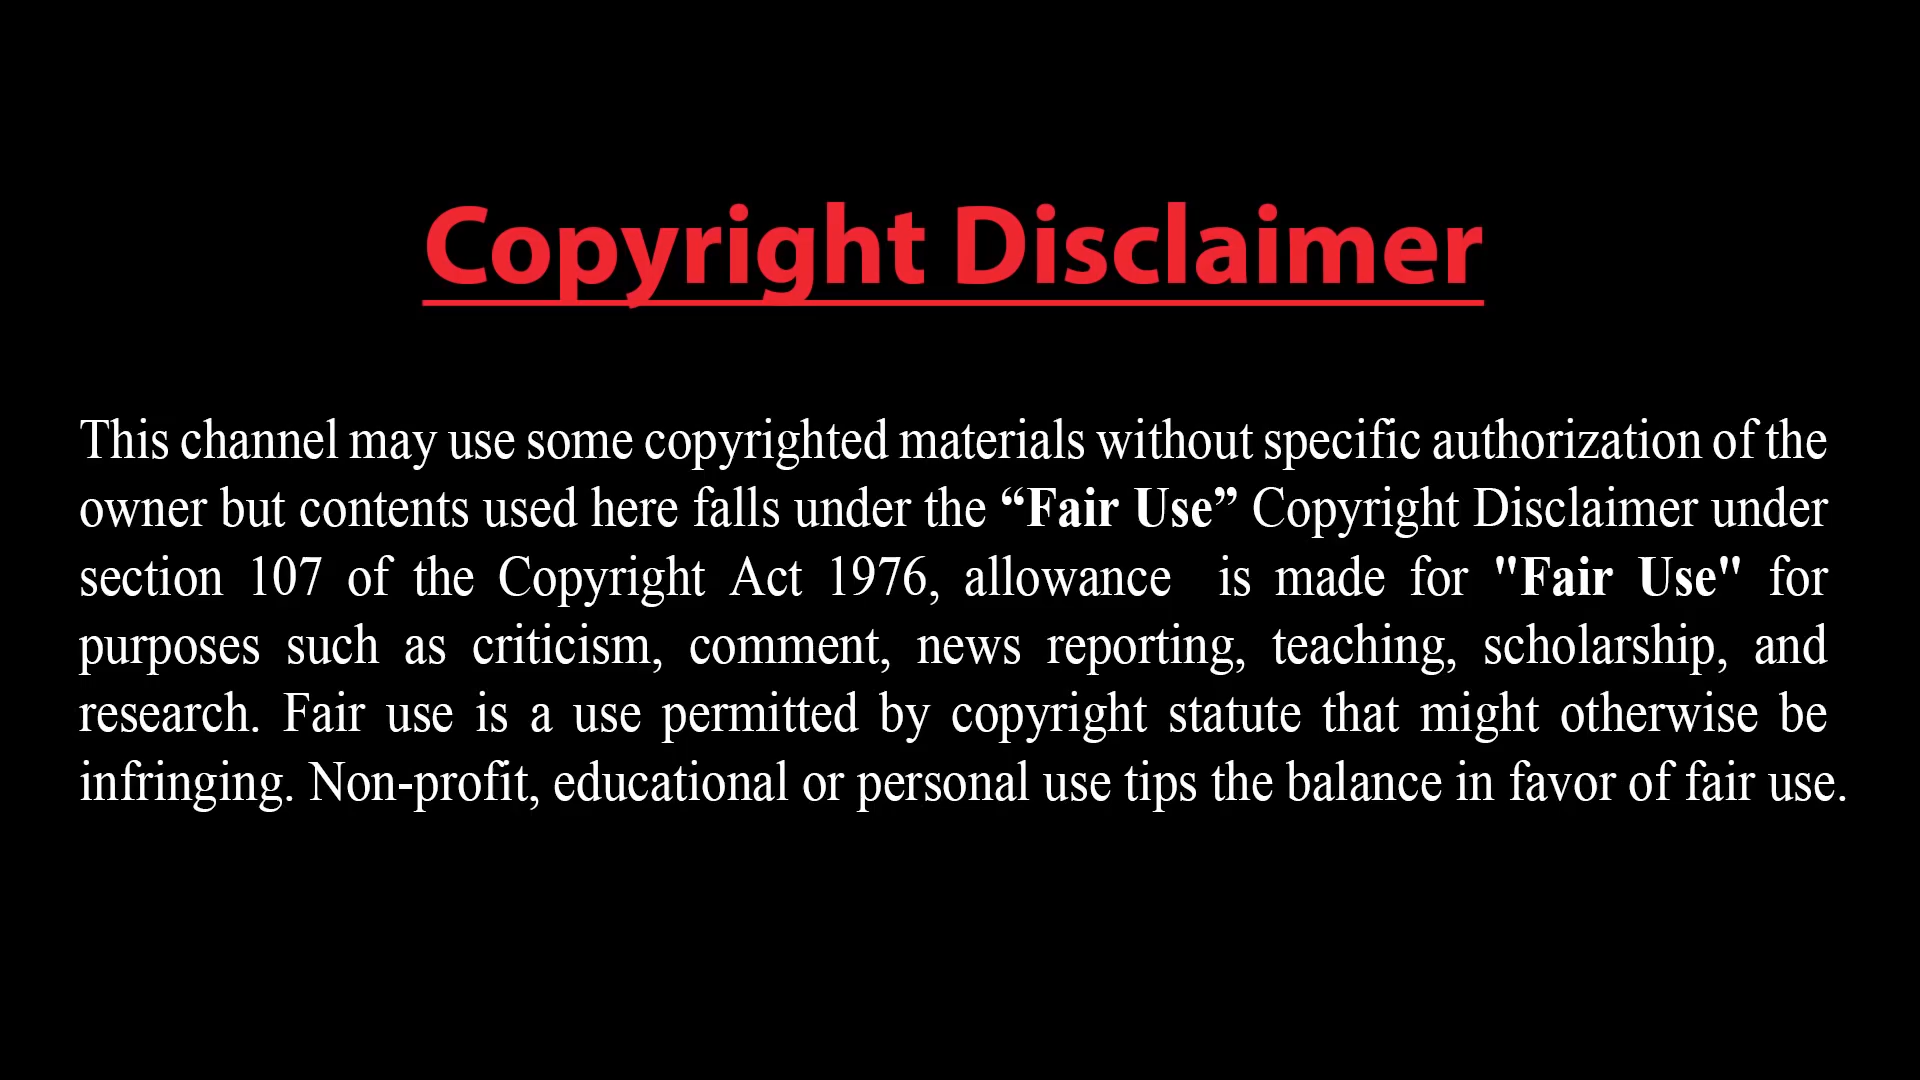 Copyright Disclaimer
This channel may use some copyrighted materials without specific authorization of the
owner but contents used here falls under the “Fair Use” Copyright Disclaimer under
section 107 of the Copyright Act 1976, allowance  is made for "Fair Use" for
purposes such as criticism, comment, news reporting, teaching, scholarship, and
research. Fair use is a use permitted by copyright statute that might otherwise be
infringing. Non-profit, educational or personal use tips the balance in favor of fair use.